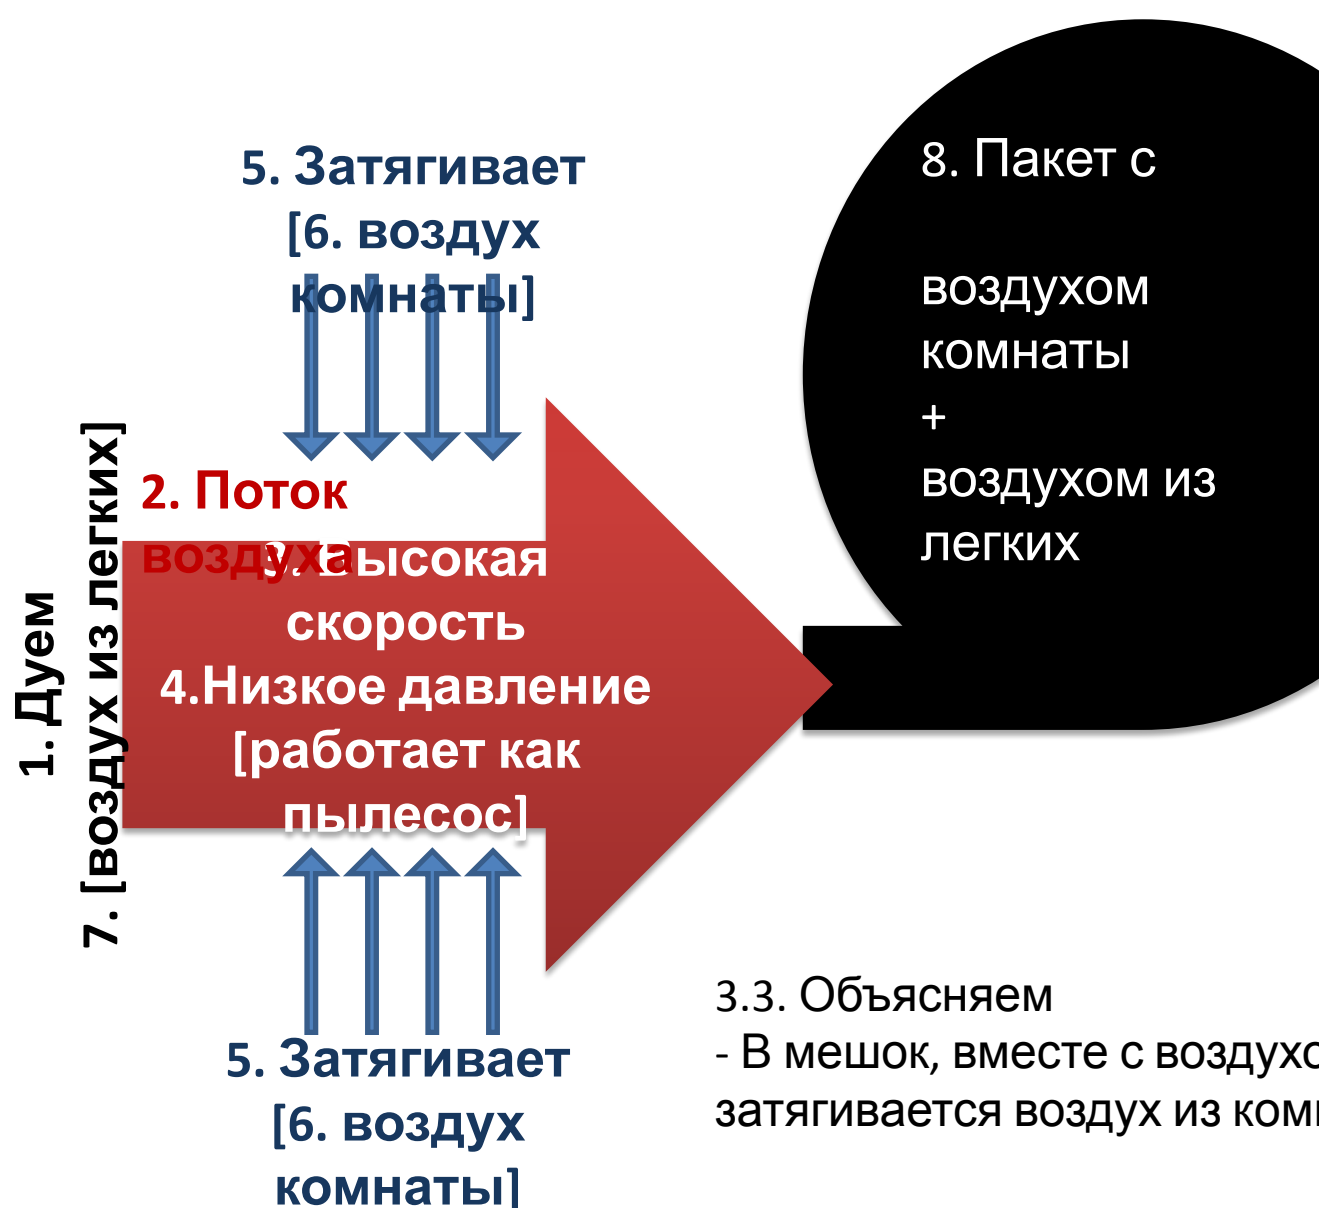 5. Затягивает
[6. воздух
комнаты]
8. Пакет с
воздухом
комнаты
+
воздухом из
легких
1. Дуем
7. [воздух из легких]
2. Поток
воздуха
3. Высокая
скорость
4.Низкое давление
[работает как
пылесос]
5. Затягивает
[6. воздух
комнаты]
3.3. Объясняем
- В мешок, вместе с
затягивается воздух из